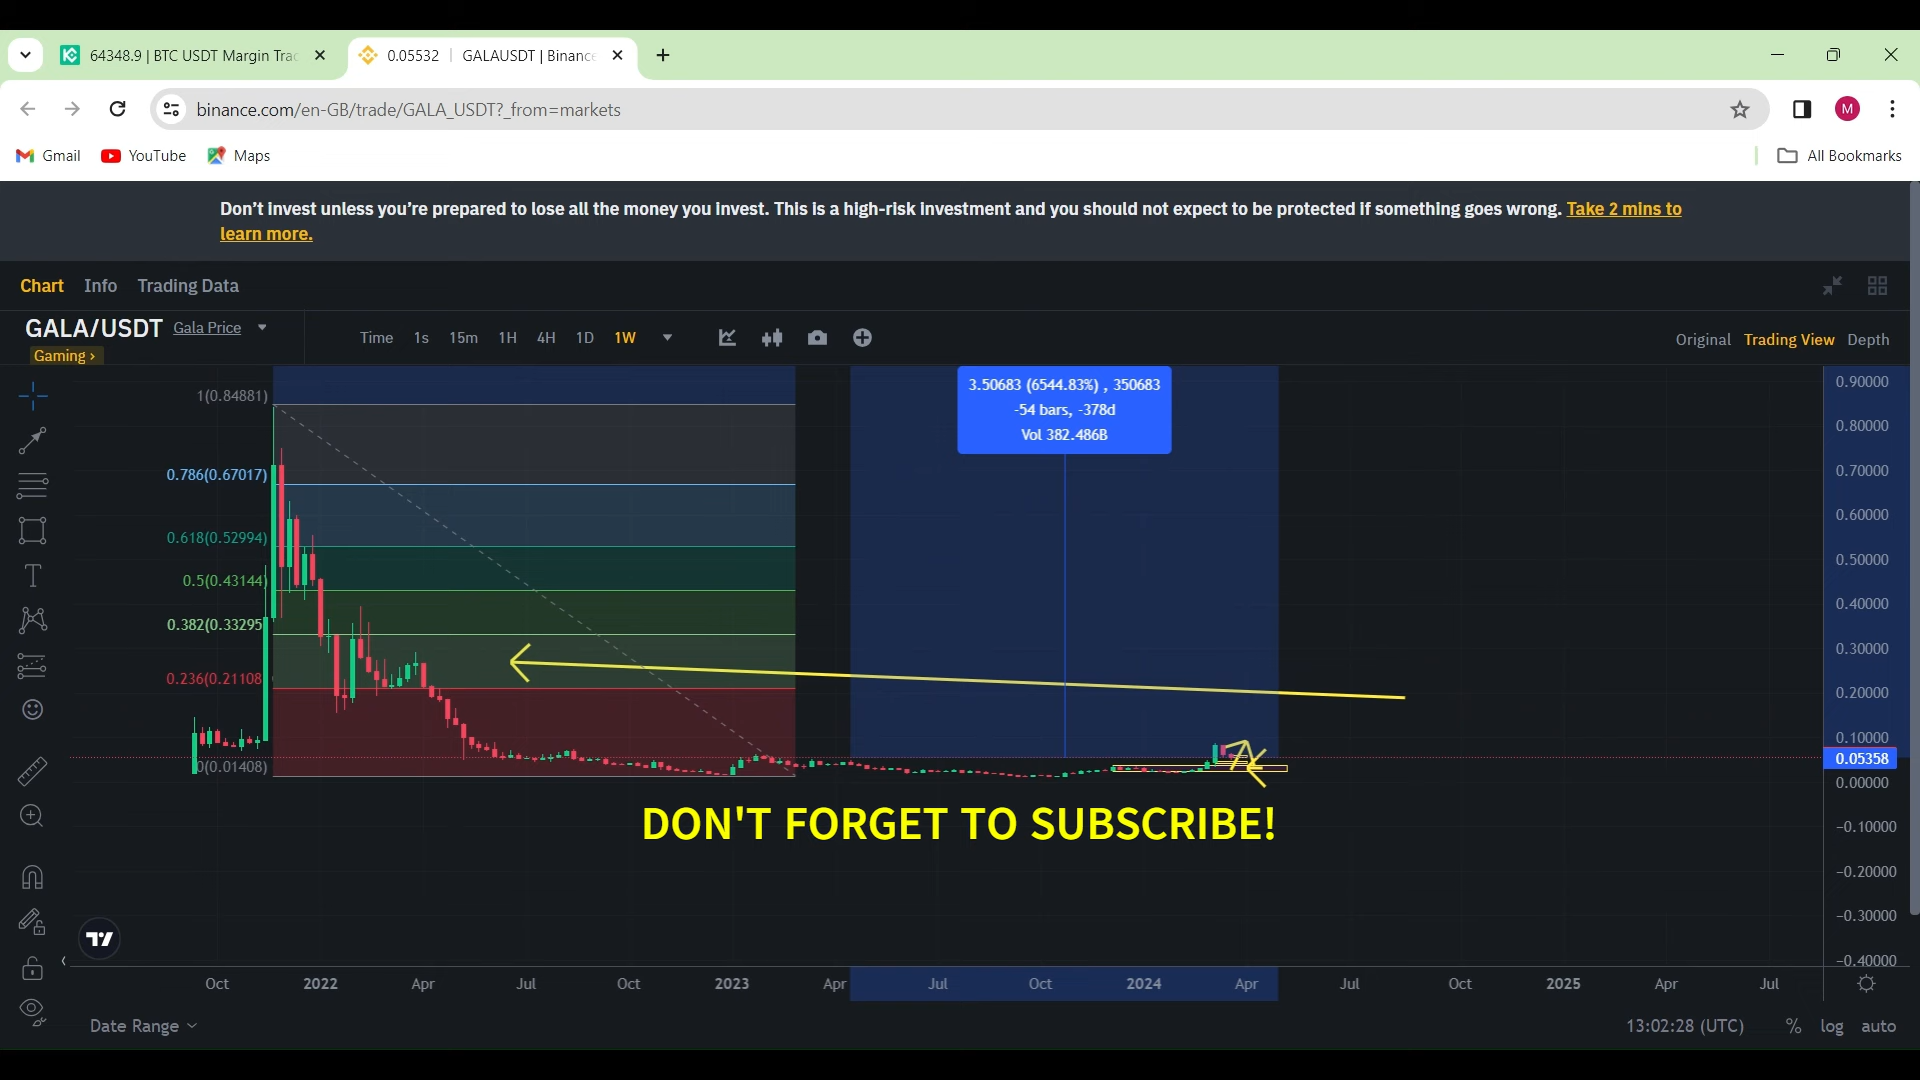 64348.9 | BTC USDT Margin Trac
0.05532 | GALAUSDT | Binance
binance.com/en-GB/trade/GALA_USDT?_from=markets
M
Gmail YouTube Maps All Bookmarks
Don't invest unless you're prepared to lose all the money you invest. This is a high-risk investment and you should not expect to be protected if something goes wrong. Take 2 mins to
learn more.
Chart Info Trading Data
GALA/USDT Gala Price
Gaming ›
Time 1s 15m 1H 4H 1D 1W
Original Trading View Depth
1(0.84881)
0.786(0.67017)
0.618(0.52994)
0.5(0.43144)
0.382(0.33295
0.236(0.21108
0(0.01408)
3.50683 (6544.83%) , 350683
-54 bars, -378d
Vol 382.486B
0.90000
0.80000
0.70000
0.60000
0.50000
0.40000
0.30000
0.20000
0.10000
0.05358
0.00000
-0.10000
-0.20000
-0.30000
-0.40000
DON'T FORGET TO SUBSCRIBE!
Oct 2022 Apr Jul Oct 2023 Apr Jul Oct 2024 Apr Jul Oct 2025 Apr Jul
Date Range
13:02:28 (UTC) % log auto